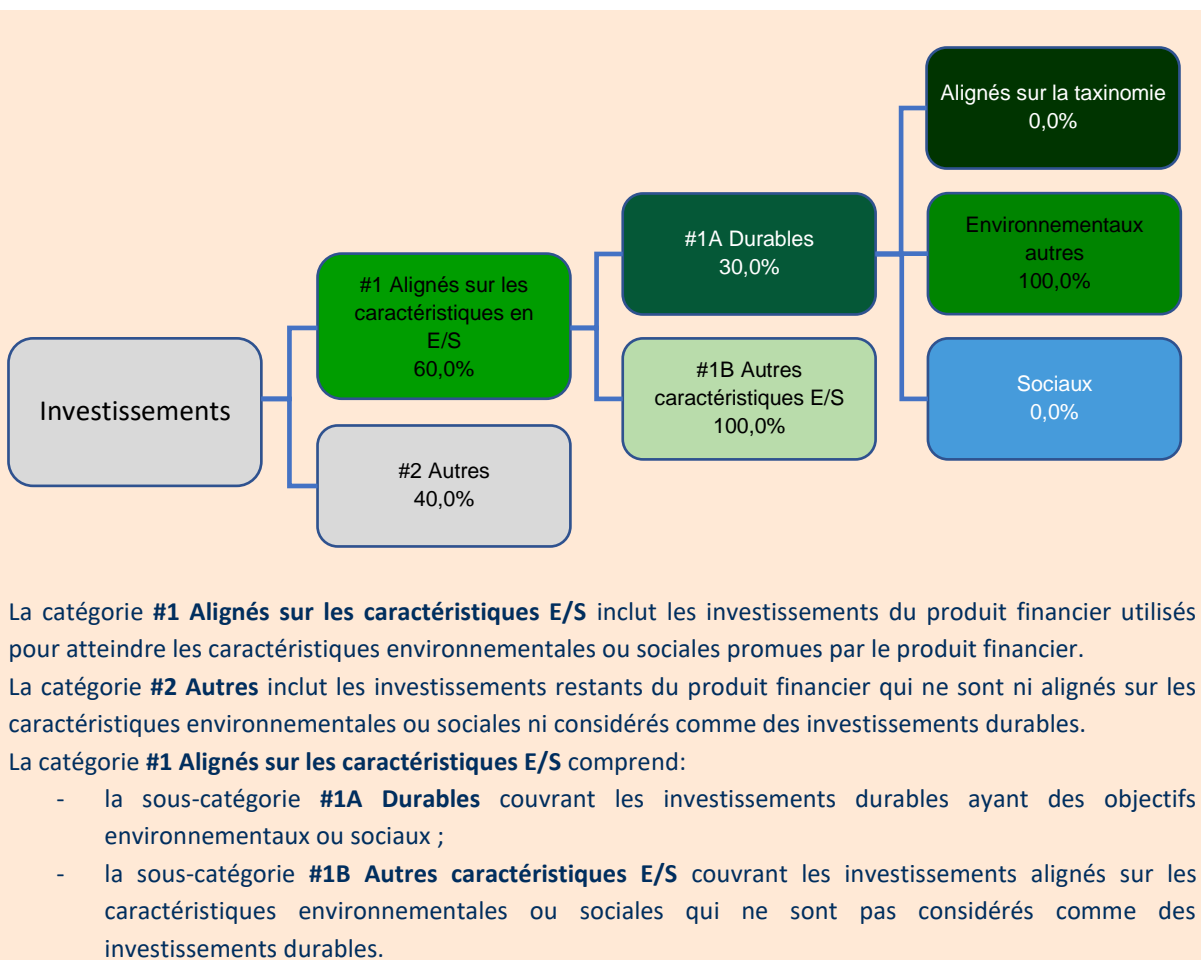 Investissements
#1 Alignés sur les
caractéristiques en
E/S
60,0%
#2 Autres
40,0%
#1A Durables
30,0%
#1B Autres
caractéristiques E/S
100,0%
Alignés sur la taxinomie
0,0%
Environnementaux
autres
100,0%
Sociaux
0,0%
La catégorie #1 Alignés sur les caractéristiques E/S inclut les investissements du produit financier utilisés
pour atteindre les caractéristiques environnementales ou sociales promues par le produit financier.
La catégorie #2 Autres inclut les investissements restants du produit financier qui ne sont ni alignés sur les
caractéristiques environnementales ou sociales ni considérés comme des investissements durables.
La catégorie #1 Alignés sur les caractéristiques E/S comprend:
- la sous-catégorie #1A Durables couvrant les investissements durables ayant des objectifs
environnementaux ou sociaux ;
- la sous-catégorie #1B Autres caractéristiques E/S couvrant les investissements alignés sur les
caractéristiques environnementales ou sociales qui ne sont pas considérés comme des
investissements durables.